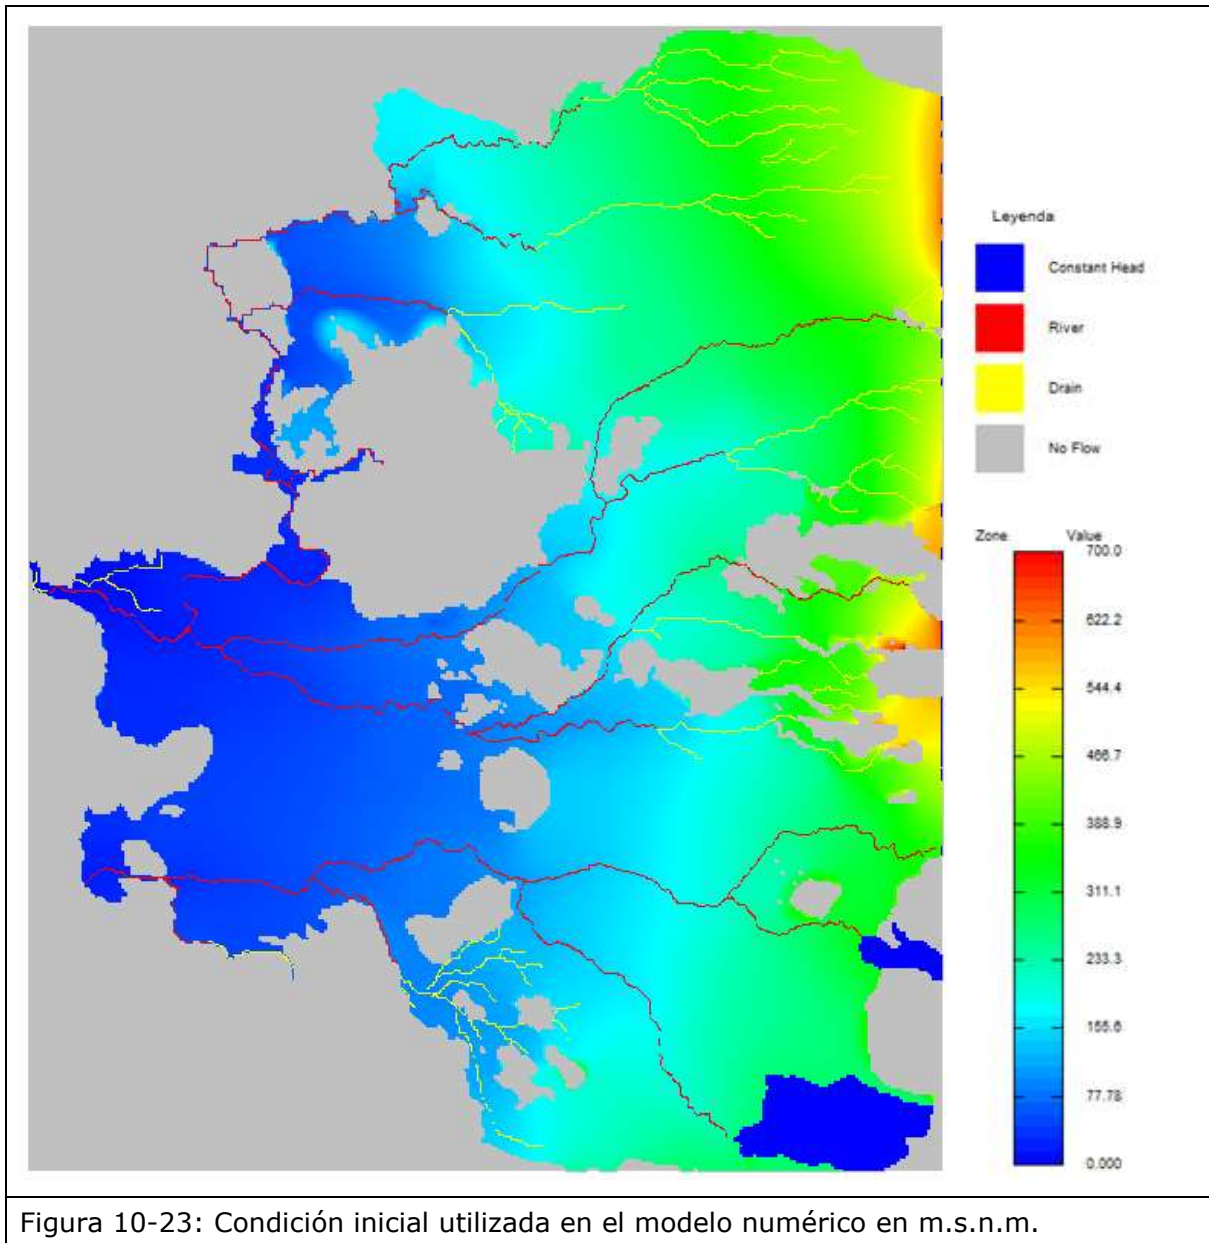 Leyenda
Constant Head
River
Drain
No Flow
Zone Value
700.0
622.2
544.4
466.7
388.9
311.1
233.3
155.6
77.78
0.000
Figura 10-23: Condición inicial utilizada en el modelo numérico en m.s.n.m.